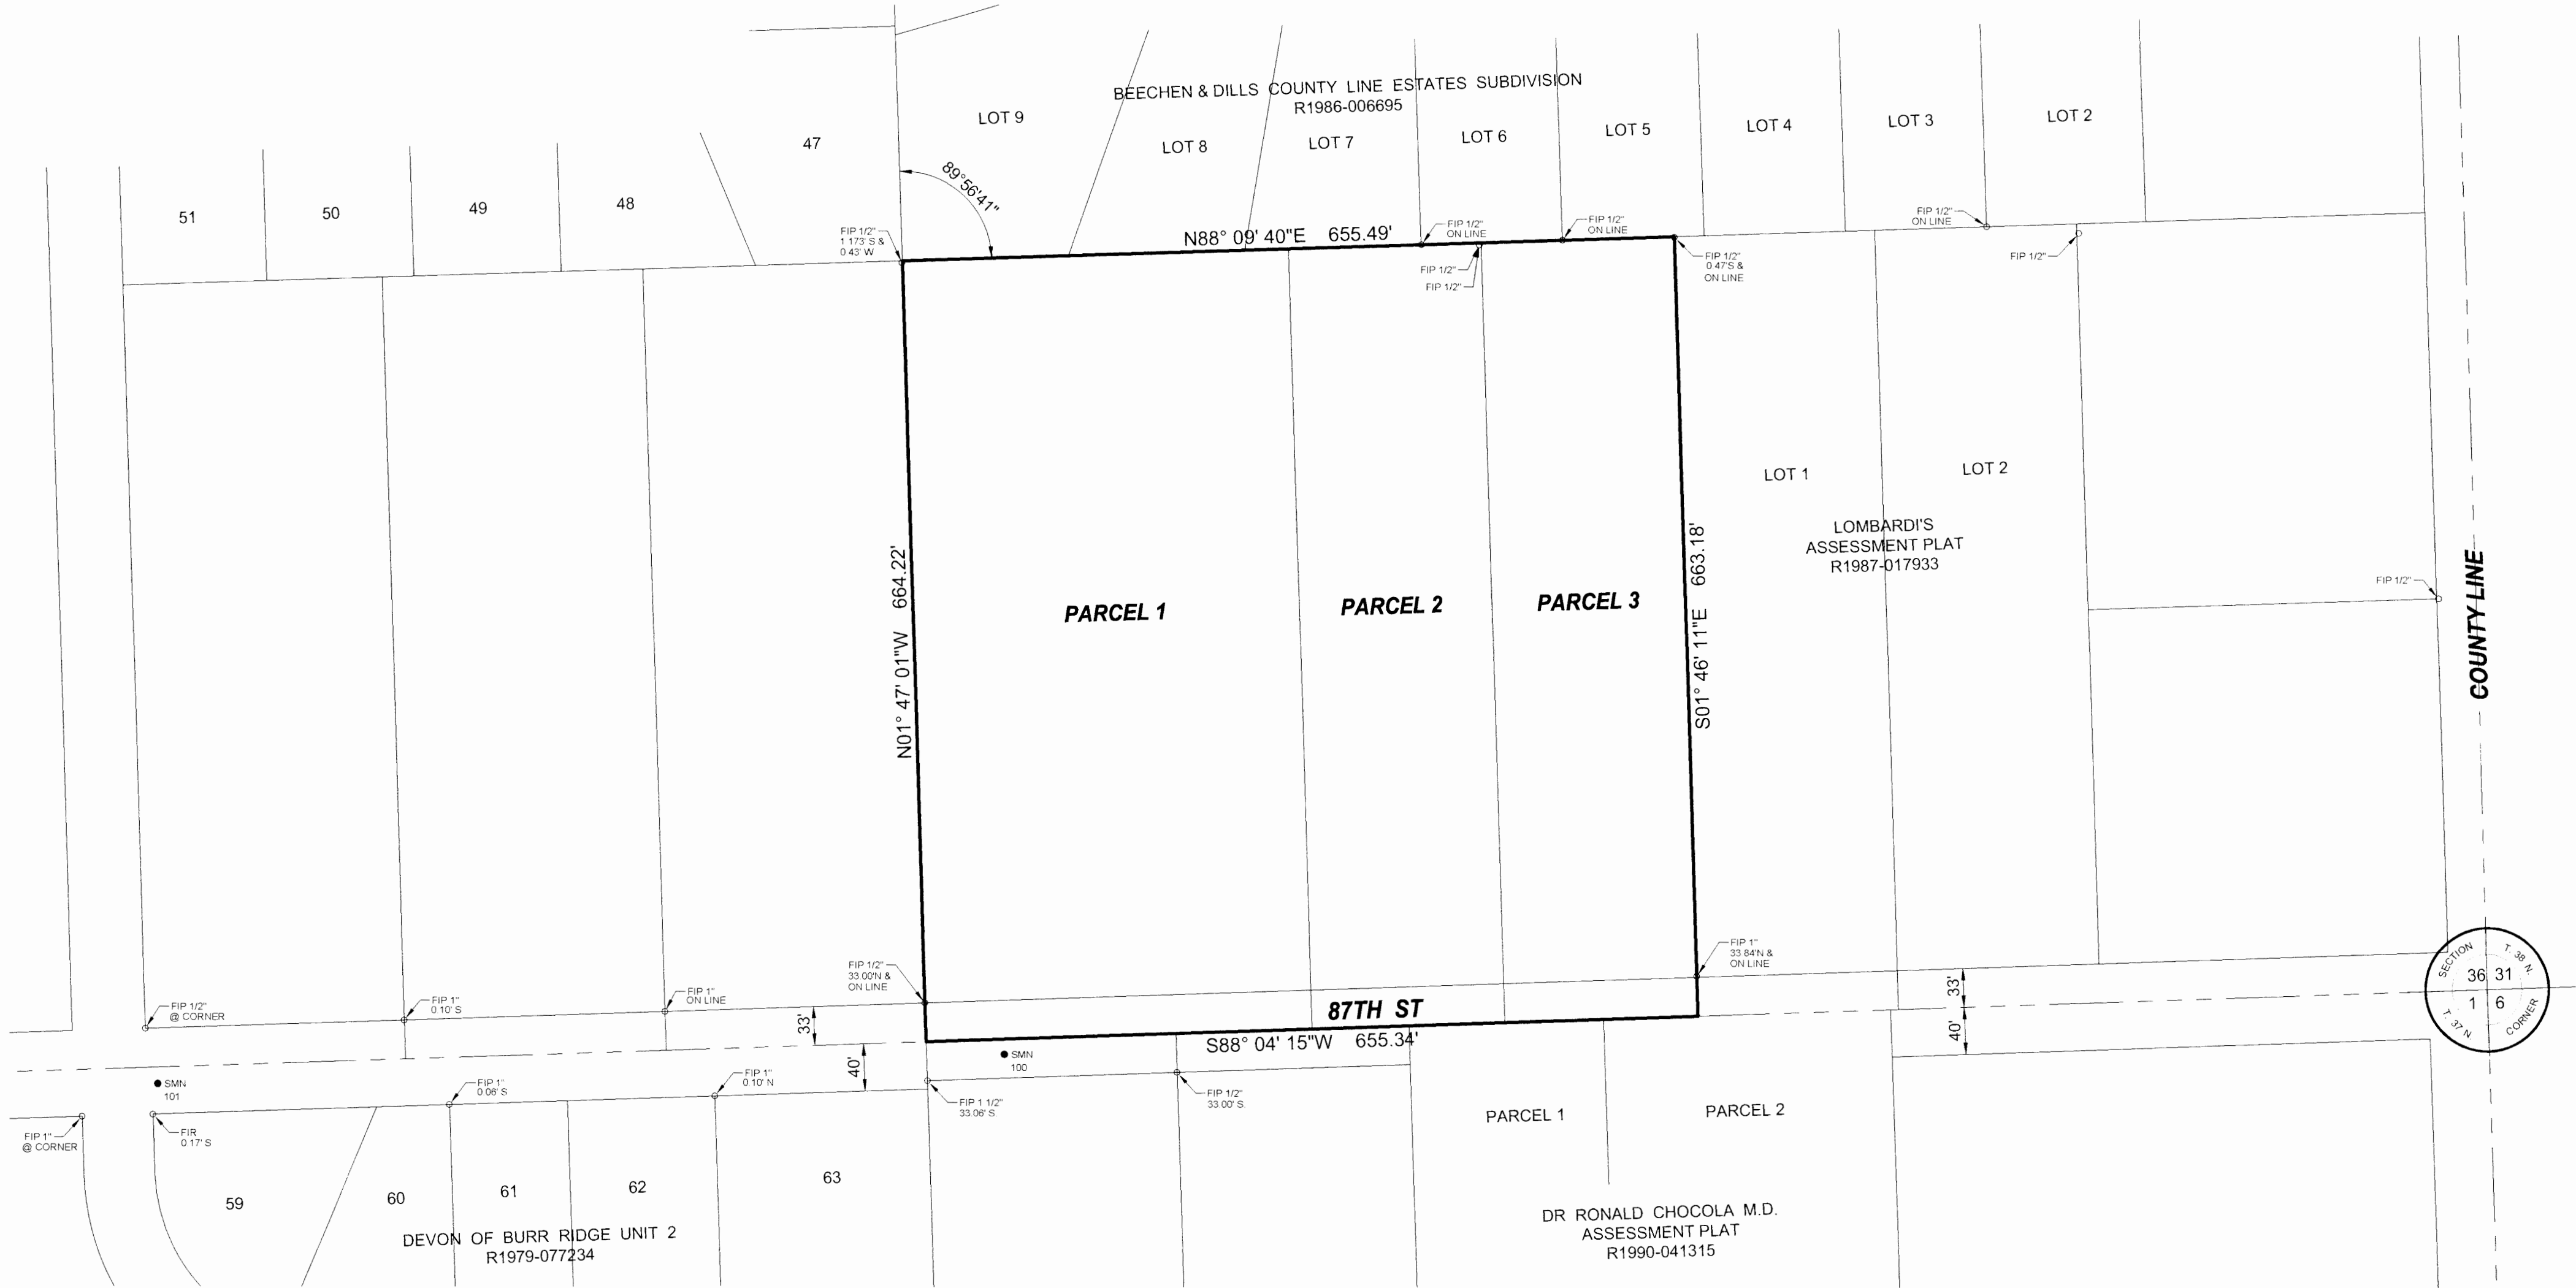 BEECHEN & DILLS COUNTY LINE ESTATES SUBDIVISION
R1986-006695
LOT 9
LOT 8
LOT 7
LOT 6
LOT 5
LOT 4
LOT 3
LOT 2
47
48
49
50
51
89°56'41"
N88° 09' 40"E 655.49'
FIP 1/2"
1.173' S &
0.43' W
FIP 1/2"
ON LINE
FIP 1/2"
ON LINE
FIP 1/2"
FIP 1/2"
FIP 1/2"
0.47'S &
ON LINE
FIP 1/2"
ON LINE
FIP 1/2"
N01° 47' 01"W 664.22'
PARCEL 1
PARCEL 2
PARCEL 3
S01° 46' 11"E 663.18'
LOT 1
LOT 2
LOMBARDI'S
ASSESSMENT PLAT
R1987-017933
FIP 1/2"
COUNTY LINE
FIP 1/2"
@ CORNER
FIP 1"
0.10' S
FIP 1"
ON LINE
33'
FIP 1/2"
33.00'N &
ON LINE
87TH ST
FIP 1"
33.84'N &
ON LINE
33'
SECTION
T. 38 N.
36 31
1 6
T. 37 N
CORNER
S88° 04' 15"W 655.34'
40'
40'
SMN
101
SMN
100
FIP 1"
@ CORNER
FIR
0.17' S
FIP 1"
0.06' S
FIP 1"
0.10' N
FIP 1 1/2"
33.06' S.
FIP 1/2"
33.00' S.
PARCEL 1
PARCEL 2
59
60
61
62
63
DEVON OF BURR RIDGE UNIT 2
R1979-077234
DR RONALD CHOCOLA M.D.
ASSESSMENT PLAT
R1990-041315